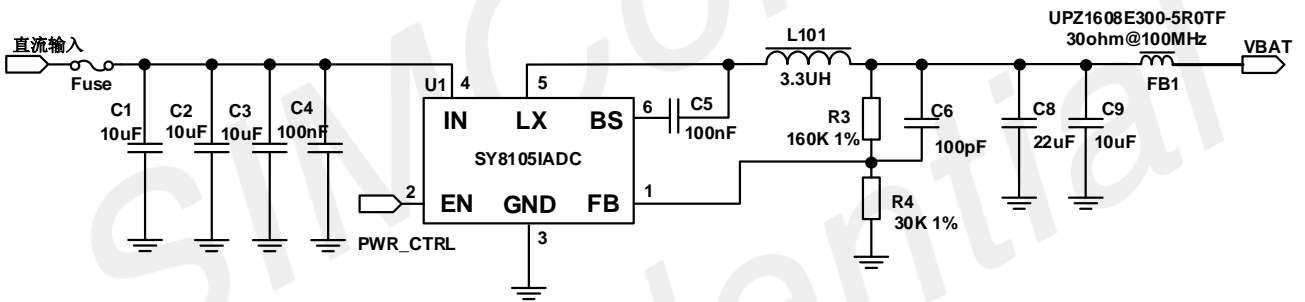 UPZ1608E300-5R0TF
30ohm@100MHz
直流输入
L101
VBAT
Fuse
3.3UH
FB1
U1
4
5
6
C5
100nF
C1
10uF
C2
10uF
C3
10uF
C4
100nF
IN
LX
BS
SY8105IADC
R3
160K 1%
C6
100pF
C8
22uF
C9
10uF
2
EN
GND
FB
1
PWR_CTRL
3
R4
30K 1%